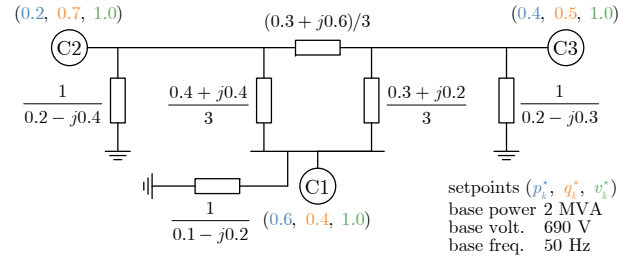 (0.2, 0.7, 1.0)
(0.3 + j0.6)/3
(0.4, 0.5, 1.0)
C2
C3
1
0.2 − j0.4
0.4 + j0.4
3
0.3 + j0.2
3
1
0.2 − j0.3
C1
1
0.1 − j0.2
(0.6, 0.4, 1.0)
setpoints (p_k^⋆, q_k^⋆, v_k^⋆)
base power 2 MVA
base volt. 690 V
base freq. 50 Hz